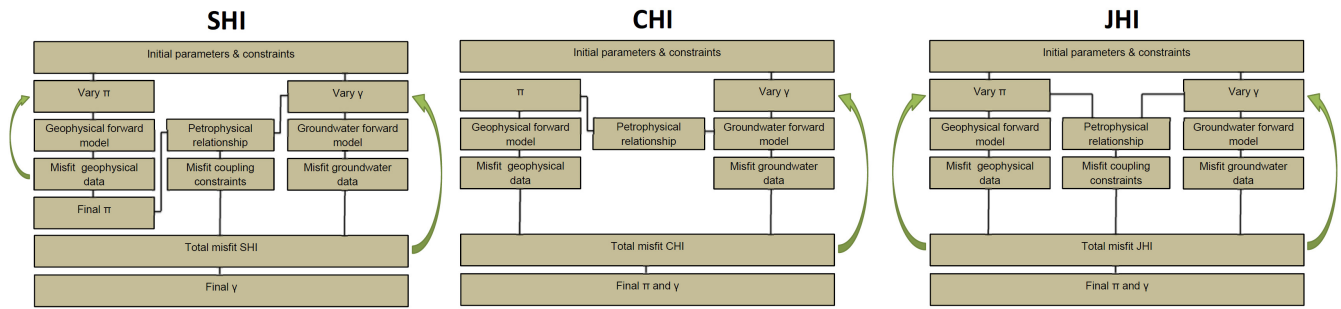 SHI
Initial parameters & constraints
Vary π
Vary γ
Geophysical forward
model
Petrophysical
relationship
Groundwater forward
model
Misfit geophysical
data
Misfit coupling
constraints
Misfit groundwater
data
Final π
Total misfit SHI
Final γ
CHI
Initial parameters & constraints
π
Vary γ
Geophysical forward
model
Petrophysical
relationship
Groundwater forward
model
Misfit geophysical
data
Misfit groundwater
data
Total misfit CHI
Final π and γ
JHI
Initial parameters & constraints
Vary π
Vary γ
Geophysical forward
model
Petrophysical
relationship
Groundwater forward
model
Misfit geophysical
data
Misfit coupling
constraints
Misfit groundwater
data
Total misfit JHI
Final π and γ